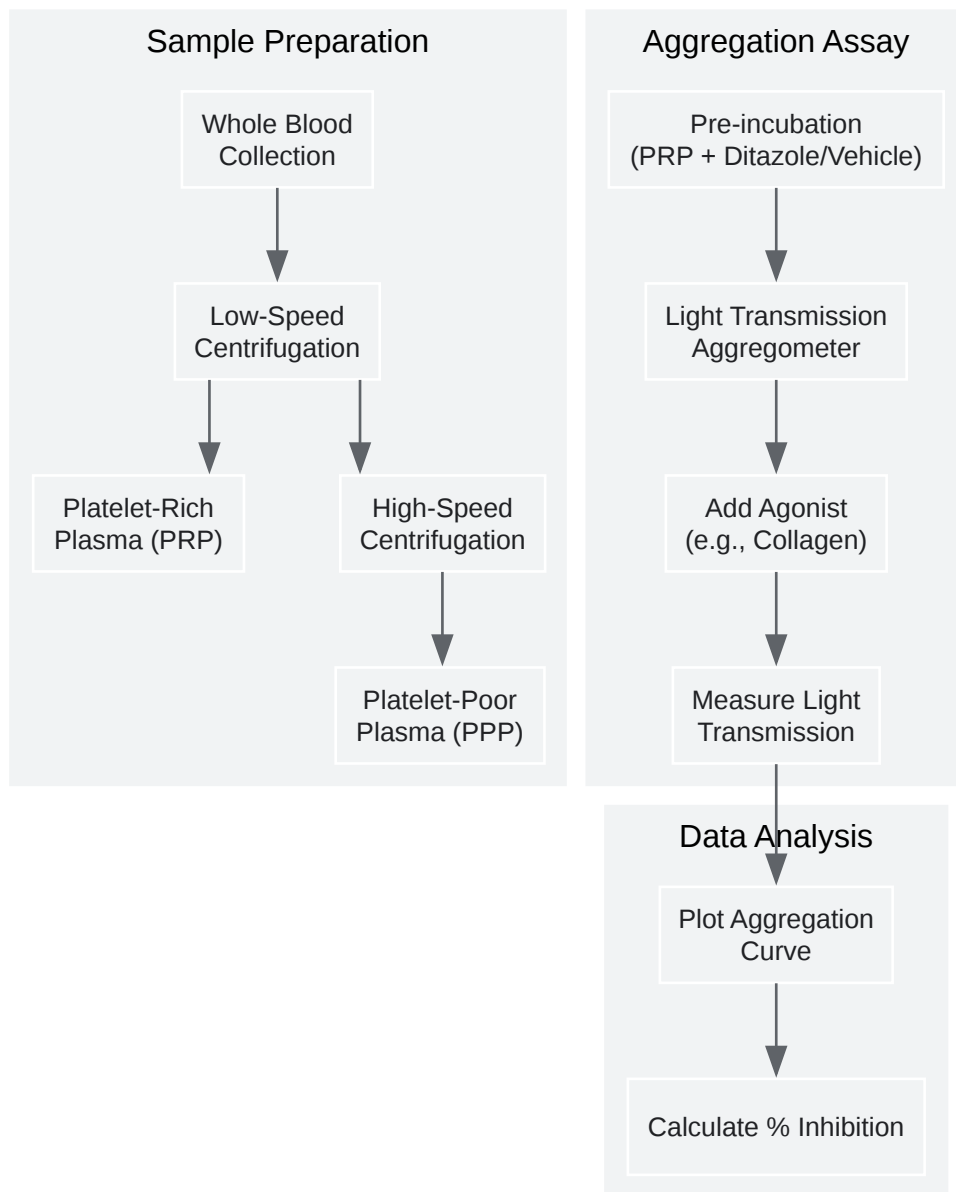 Sample Preparation
Whole Blood
Collection
Low-Speed
Centrifugation
Platelet-Rich
Plasma (PRP)
High-Speed
Centrifugation
Platelet-Poor
Plasma (PPP)
Aggregation Assay
Pre-incubation
(PRP + Ditazole/Vehicle)
Light Transmission
Aggregometer
Add Agonist
(e.g., Collagen)
Measure Light
Transmission
Data Analysis
Plot Aggregation
Curve
Calculate % Inhibition